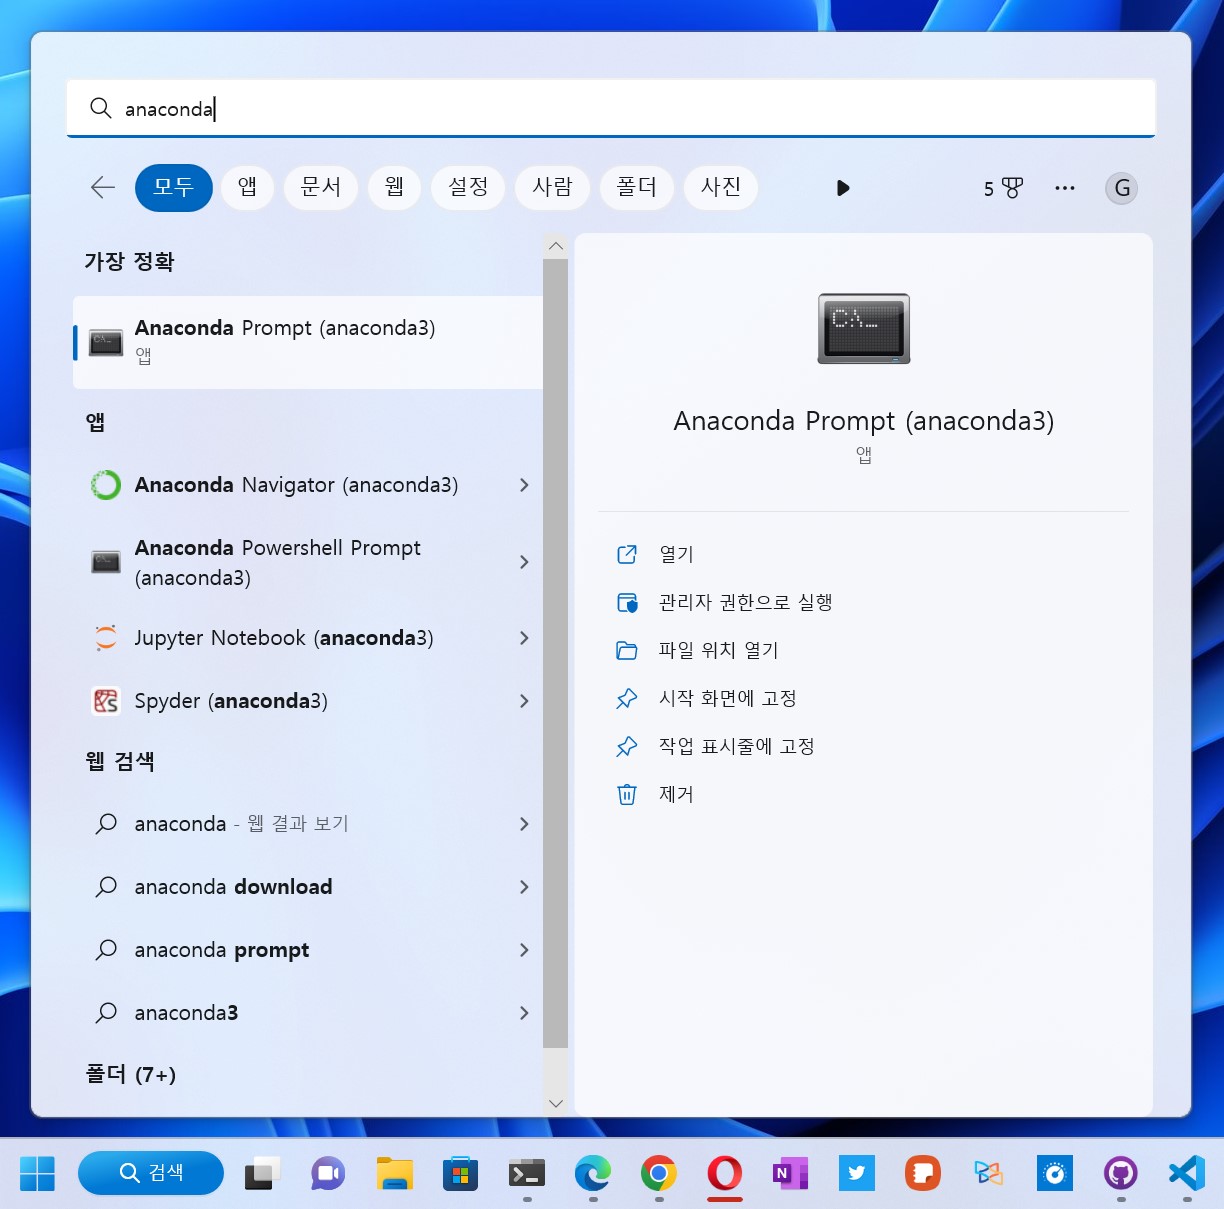 anaconda
모두 앱 문서 웹 설정 사람 폴더 사진 5 G
가장 정확
Anaconda Prompt (anaconda3)
앱
앱
Anaconda Navigator (anaconda3)
Anaconda Powershell Prompt
(anaconda3)
Jupyter Notebook (anaconda3)
Spyder (anaconda3)
웹 검색
anaconda - 웹 결과 보기
anaconda download
anaconda prompt
anaconda3
폴더 (7+)
C:\_
Anaconda Prompt (anaconda3)
앱
열기
관리자 권한으로 실행
파일 위치 열기
시작 화면에 고정
작업 표시줄에 고정
제거
검색
N